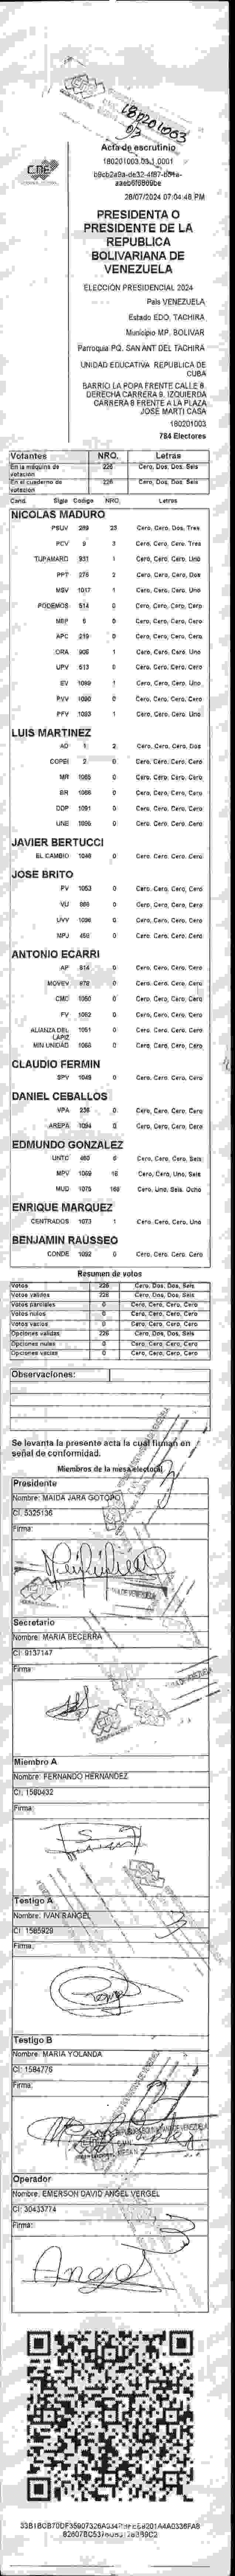 180201003
0/3
CNE
Acta de escrutinio
180201003.03.1.0001
28/07/2024 07:04:48 PM
PRESIDENTA O
PRESIDENTE DE LA
REPUBLICA
BOLIVARIANA DE
VENEZUELA
ELECCIÓN PRESIDENCIAL 2024
País VENEZUELA
Estado EDO. TACHIRA
Municipio MP. BOLIVAR
Parroquia PQ. SAN ANT DEL TACHIRA
UNIDAD EDUCATIVA REPUBLICA DE
CUBA
BARRIO LA POPA FRENTE CALLE 8.
DERECHA CARRERA 9. IZQUIERDA
CARRERA 8 FRENTE A LA PLAZA
JOSE MARTI CASA
180201003
784 Electores
Votantes NRO. Letras
En la máquina de votación 226 Cero, Dos, Dos, Seis
En el cuaderno de votación 226 Cero, Dos, Dos, Seis
Cand. Sigla Codigo NRO. Letras
NICOLAS MADURO
PSUV 289 23 Cero, Cero, Dos, Tres
PCV 9 3 Cero, Cero, Cero, Tres
TUPAMARO 931 1 Cero, Cero, Cero, Uno
PPT 276 2 Cero, Cero, Cero, Dos
MSV 1017 1 Cero, Cero, Cero, Uno
PODEMOS 514 0 Cero, Cero, Cero, Cero
MEP 6 0 Cero, Cero, Cero, Cero
APC 219 0 Cero, Cero, Cero, Cero
ORA 906 1 Cero, Cero, Cero, Uno
UPV 613 0 Cero, Cero, Cero, Cero
EV 1089 1 Cero, Cero, Cero, Uno
PVV 1090 0 Cero, Cero, Cero, Cero
PFV 1093 1 Cero, Cero, Cero, Uno
LUIS MARTINEZ
AD 1 2 Cero, Cero, Cero, Dos
COPEI 2 0 Cero, Cero, Cero, Cero
MR 1065 0 Cero, Cero, Cero, Cero
BR 1066 0 Cero, Cero, Cero, Cero
DDP 1091 0 Cero, Cero, Cero, Cero
UNE 1095 0 Cero, Cero, Cero, Cero
JAVIER BERTUCCI
EL CAMBIO 1046 0 Cero, Cero, Cero, Cero
JOSE BRITO
PV 1053 0 Cero, Cero, Cero, Cero
VU 886 0 Cero, Cero, Cero, Cero
UVV 1096 0 Cero, Cero, Cero, Cero
MPJ 458 0 Cero, Cero, Cero, Cero
ANTONIO ECARRI
AP 814 0 Cero, Cero, Cero, Cero
MOVEV 978 0 Cero, Cero, Cero, Cero
CMC 1060 0 Cero, Cero, Cero, Cero
FV 1062 0 Cero, Cero, Cero, Cero
ALIANZA DEL LAPIZ 1051 0 Cero, Cero, Cero, Cero
MIN UNIDAD 1068 0 Cero, Cero, Cero, Cero
CLAUDIO FERMIN
SPV 1049 0 Cero, Cero, Cero, Cero
DANIEL CEBALLOS
VPA 236 0 Cero, Cero, Cero, Cero
AREPA 1094 0 Cero, Cero, Cero, Cero
EDMUNDO GONZALEZ
UNTC 460 6 Cero, Cero, Cero, Seis
MPV 1069 16 Cero, Cero, Uno, Seis
MUD 1075 168 Cero, Uno, Seis, Ocho
ENRIQUE MARQUEZ
CENTRADOS 1073 1 Cero, Cero, Cero, Uno
BENJAMIN RAUSSEO
CONDE 1092 0 Cero, Cero, Cero, Cero
Resumen de votos
Votos 226 Cero, Dos, Dos, Seis
Votos válidos 226 Cero, Dos, Dos, Seis
Votos parciales 0 Cero, Cero, Cero, Cero
Votos nulos 0 Cero, Cero, Cero, Cero
Votos vacíos 0 Cero, Cero, Cero, Cero
Opciones válidas 226 Cero, Dos, Dos, Seis
Opciones nulas 0 Cero, Cero, Cero, Cero
Opciones vacías 0 Cero, Cero, Cero, Cero
Observaciones:
Se levanta la presente acta la cual firman en
señal de conformidad.
Miembros de la mesa electoral
Presidente
Nombre: MAIDA JARA GOTOPO
CI: 5325136
Firma:
Secretario
Nombre: MARIA BECERRA
CI: 9137147
Firma:
Miembro A
Nombre: FERNANDO HERNANDEZ
CI: 1580432
Firma:
Testigo A
Nombre: IVAN RANGEL
CI: 1585929
Firma:
Testigo B
Nombre: MARIA YOLANDA
CI: 1584776
Firma:
Operador
Nombre: EMERSON DAVID ANGEL VERGEL
CI: 30433774
Firma:
Angel